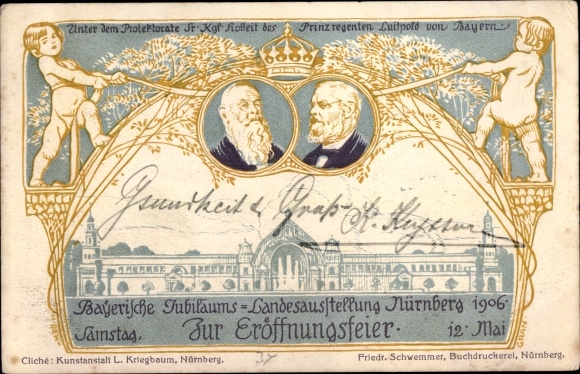 Unter dem Protektorate Sr. Kgl. Hoheit des Prinzregenten Luitpold von Bayern.
Gesundheit & Gruß
Bayerische Jubiläums=Landesausstellung Nürnberg 1906
Samstag. Zur Eröffnungsfeier. 12. Mai
Cliché: Kunstanstalt L. Kriegbaum, Nürnberg. Friedr. Schwemmer, Buchdruckerei, Nürnberg.